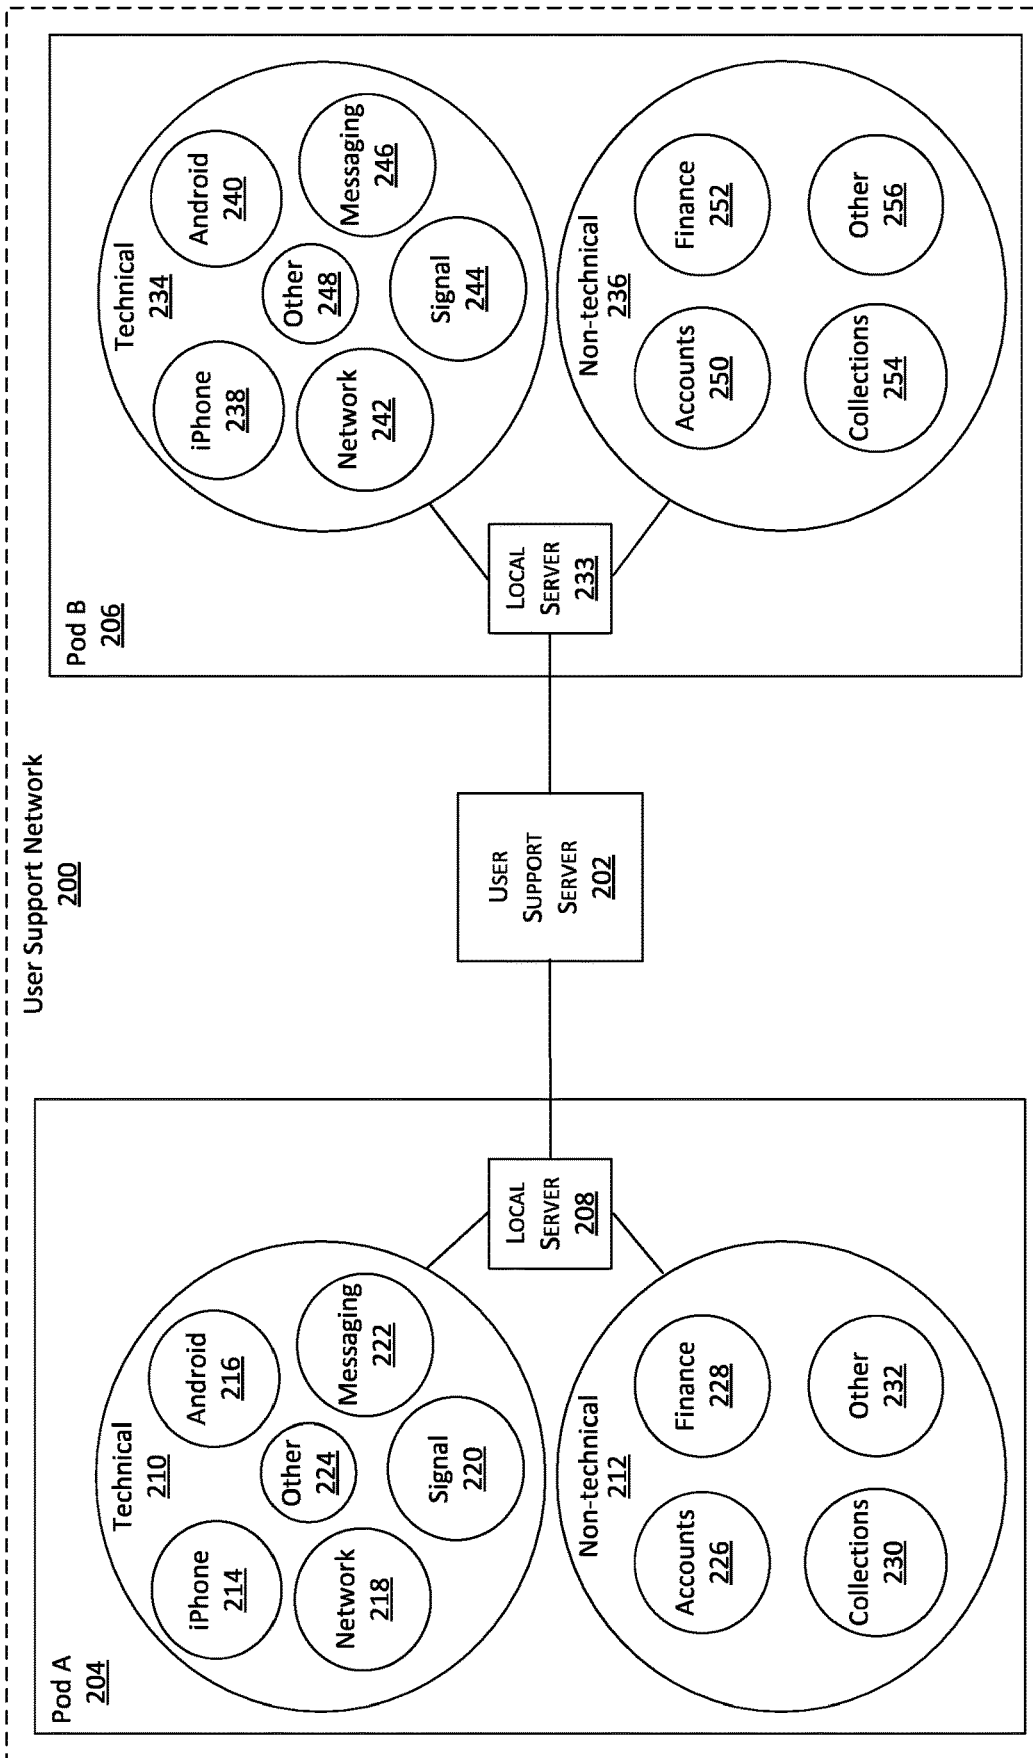 User Support Network
200
Pod A
204
Technical
210
iPhone
214
Android
216
Other
224
Network
218
Messaging
222
Signal
220
Non-technical
212
Accounts
226
Finance
228
Collections
230
Other
232
LOCAL
SERVER
208
USER
SUPPORT
SERVER
202
Pod B
206
LOCAL
SERVER
233
Technical
234
iPhone
238
Android
240
Other
248
Network
242
Messaging
246
Signal
244
Non-technical
236
Accounts
250
Finance
252
Collections
254
Other
256